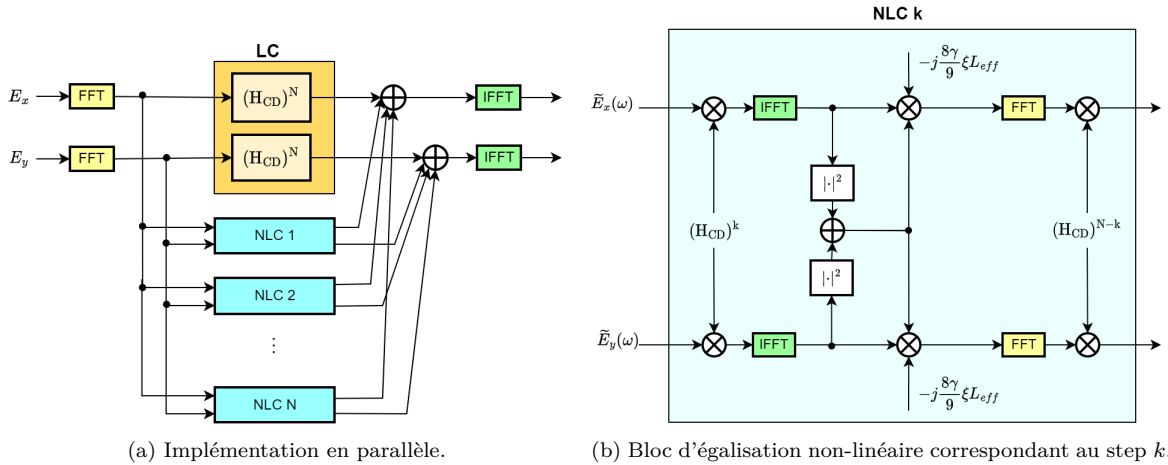 LC
E_x FFT (H_CD)^N IFFT
E_y FFT (H_CD)^N IFFT
NLC 1
NLC 2
⋮
NLC N
(a) Implémentation en parallèle.
NLC k
−j 8γ/9 ξL_eff
Ẽ_x(ω) IFFT FFT
|·|²
(H_CD)^k (H_CD)^{N−k}
|·|²
Ẽ_y(ω) IFFT FFT
−j 8γ/9 ξL_eff
(b) Bloc d'égalisation non-linéaire correspondant au step k.